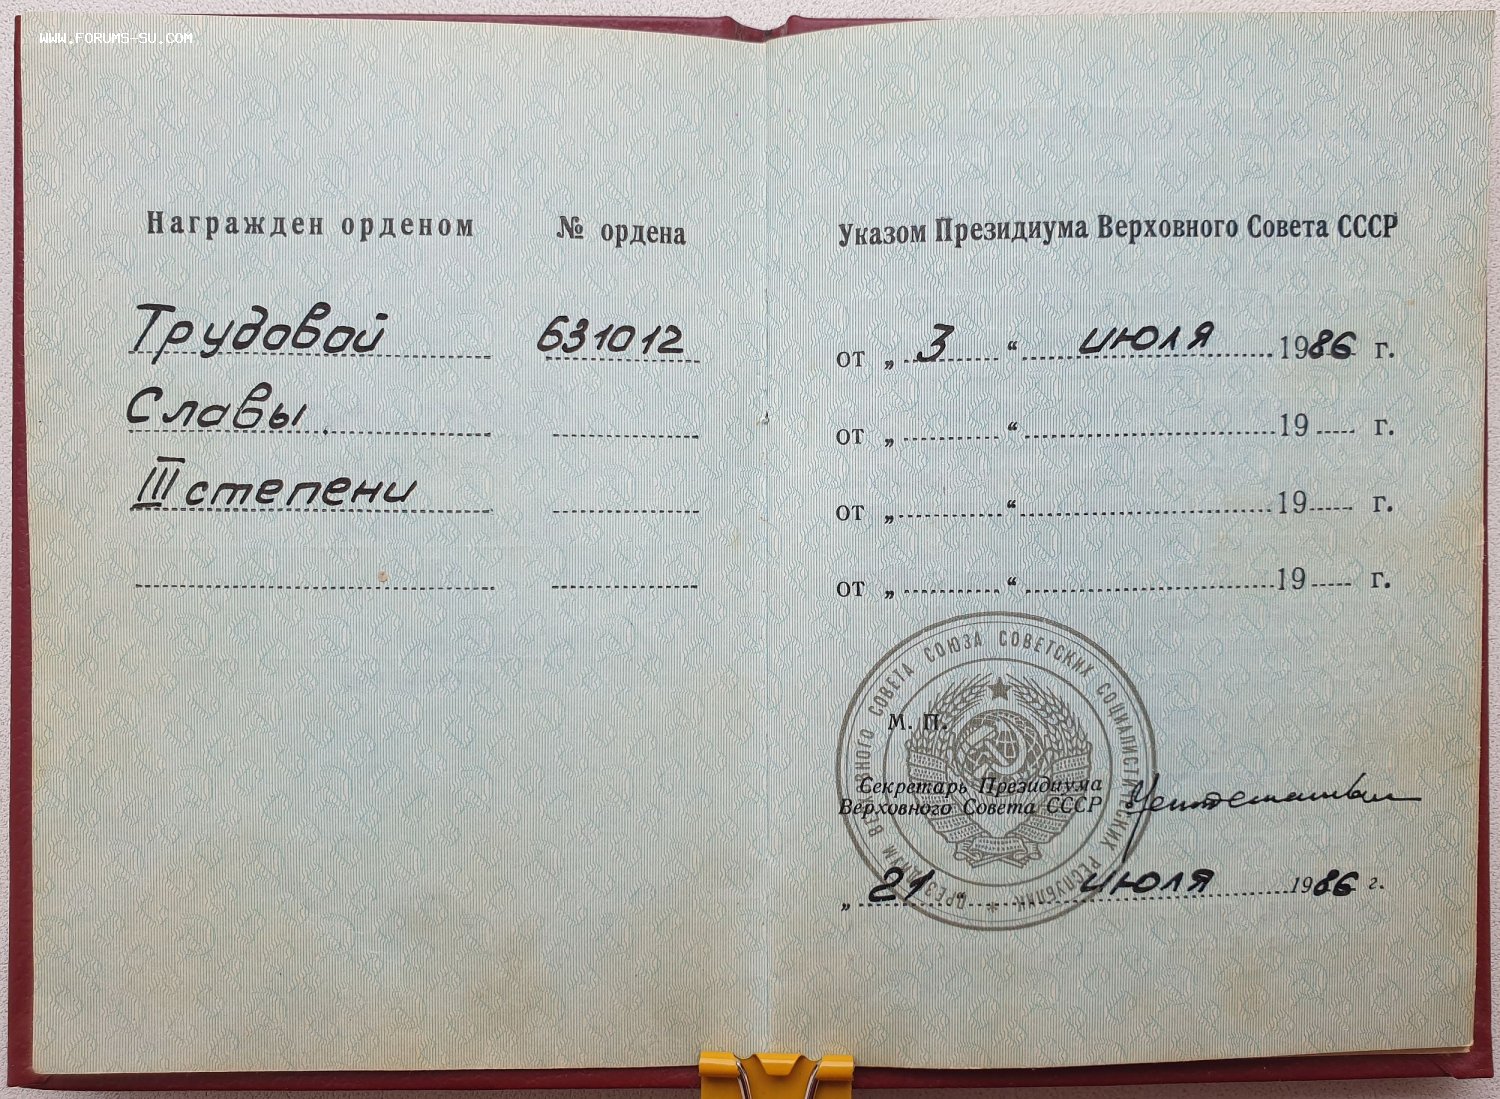 WWW.FORUMS-SU.COM
Награжден орденом
№ ордена
Трудовой
631012
Славы
III степени
Указом Президиума Верховного Совета СССР
от „ 3 “ июля 1986 г.
от „ “ 19 г.
от „ “ 19 г.
от „ “ 19 г.
ПРЕЗИДИУМ ВЕРХОВНОГО СОВЕТА СОЮЗА СОВЕТСКИХ СОЦИАЛИСТИЧЕСКИХ РЕСПУБЛИК *
М. П.
Секретарь Президиума
Верховного Совета СССР
„ 21 “ июля 1986 г.